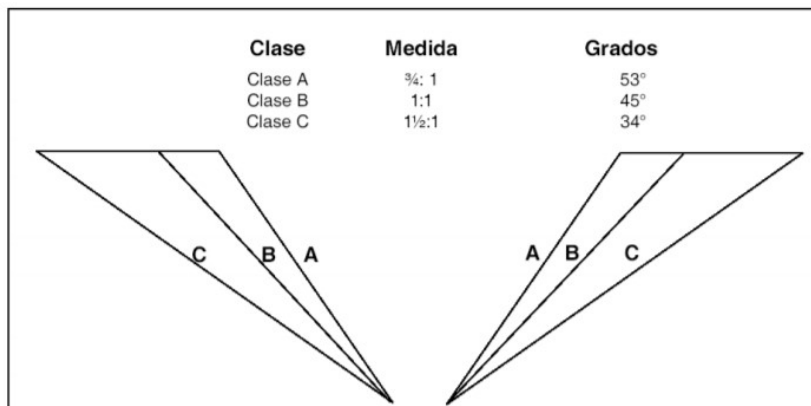 Clase Medida Grados
Clase A ¾: 1 53°
Clase B 1:1 45°
Clase C 1½:1 34°
C B A A B C